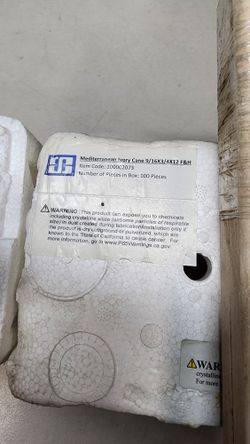 Mediterranean Ivory Cane 9/16X3/4X12 F&H
Item Code: 100002073
Number of Pieces in Box: 100 Pieces
⚠WARNING: This product can expose you to chemicals
including crystalline silica (airborne particles of respirable
size) in dust created during fabrication/installation only if
the product is dry-cut, ground or pulverized, which are
known to the State of California to cause cancer. For
more information, go to www.P65Warnings.ca.gov.
⚠WAR
crystallin
For more